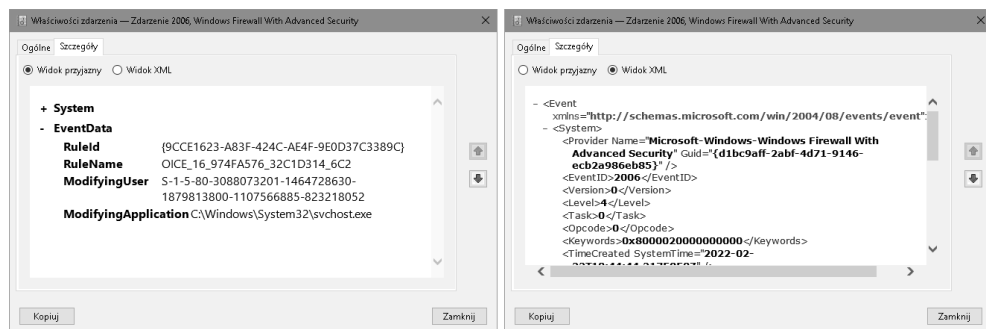 Właściwości zdarzenia — Zdarzenie 2006, Windows Firewall With Advanced Security
Ogólne Szczegóły
Widok przyjazny Widok XML
+ System
- EventData
RuleId {9CCE1623-A83F-424C-AE4F-9E0D37C3389C}
RuleName OICE_16_974FA576_32C1D314_6C2
ModifyingUser S-1-5-80-3088073201-1464728630-
1879813800-1107566885-823218052
ModifyingApplication C:\Windows\System32\svchost.exe
Kopiuj Zamknij
Właściwości zdarzenia — Zdarzenie 2006, Windows Firewall With Advanced Security
Ogólne Szczegóły
Widok przyjazny Widok XML
- <Event
xmlns="http://schemas.microsoft.com/win/2004/08/events/event">
- <System>
<Provider Name="Microsoft-Windows-Windows Firewall With
Advanced Security" Guid="{d1bc9aff-2abf-4d71-9146-
ecb2a986eb85}" />
<EventID>2006</EventID>
<Version>0</Version>
<Level>4</Level>
<Task>0</Task>
<Opcode>0</Opcode>
<Keywords>0x8000020000000000</Keywords>
<TimeCreated SystemTime="2022-02-
Kopiuj Zamknij